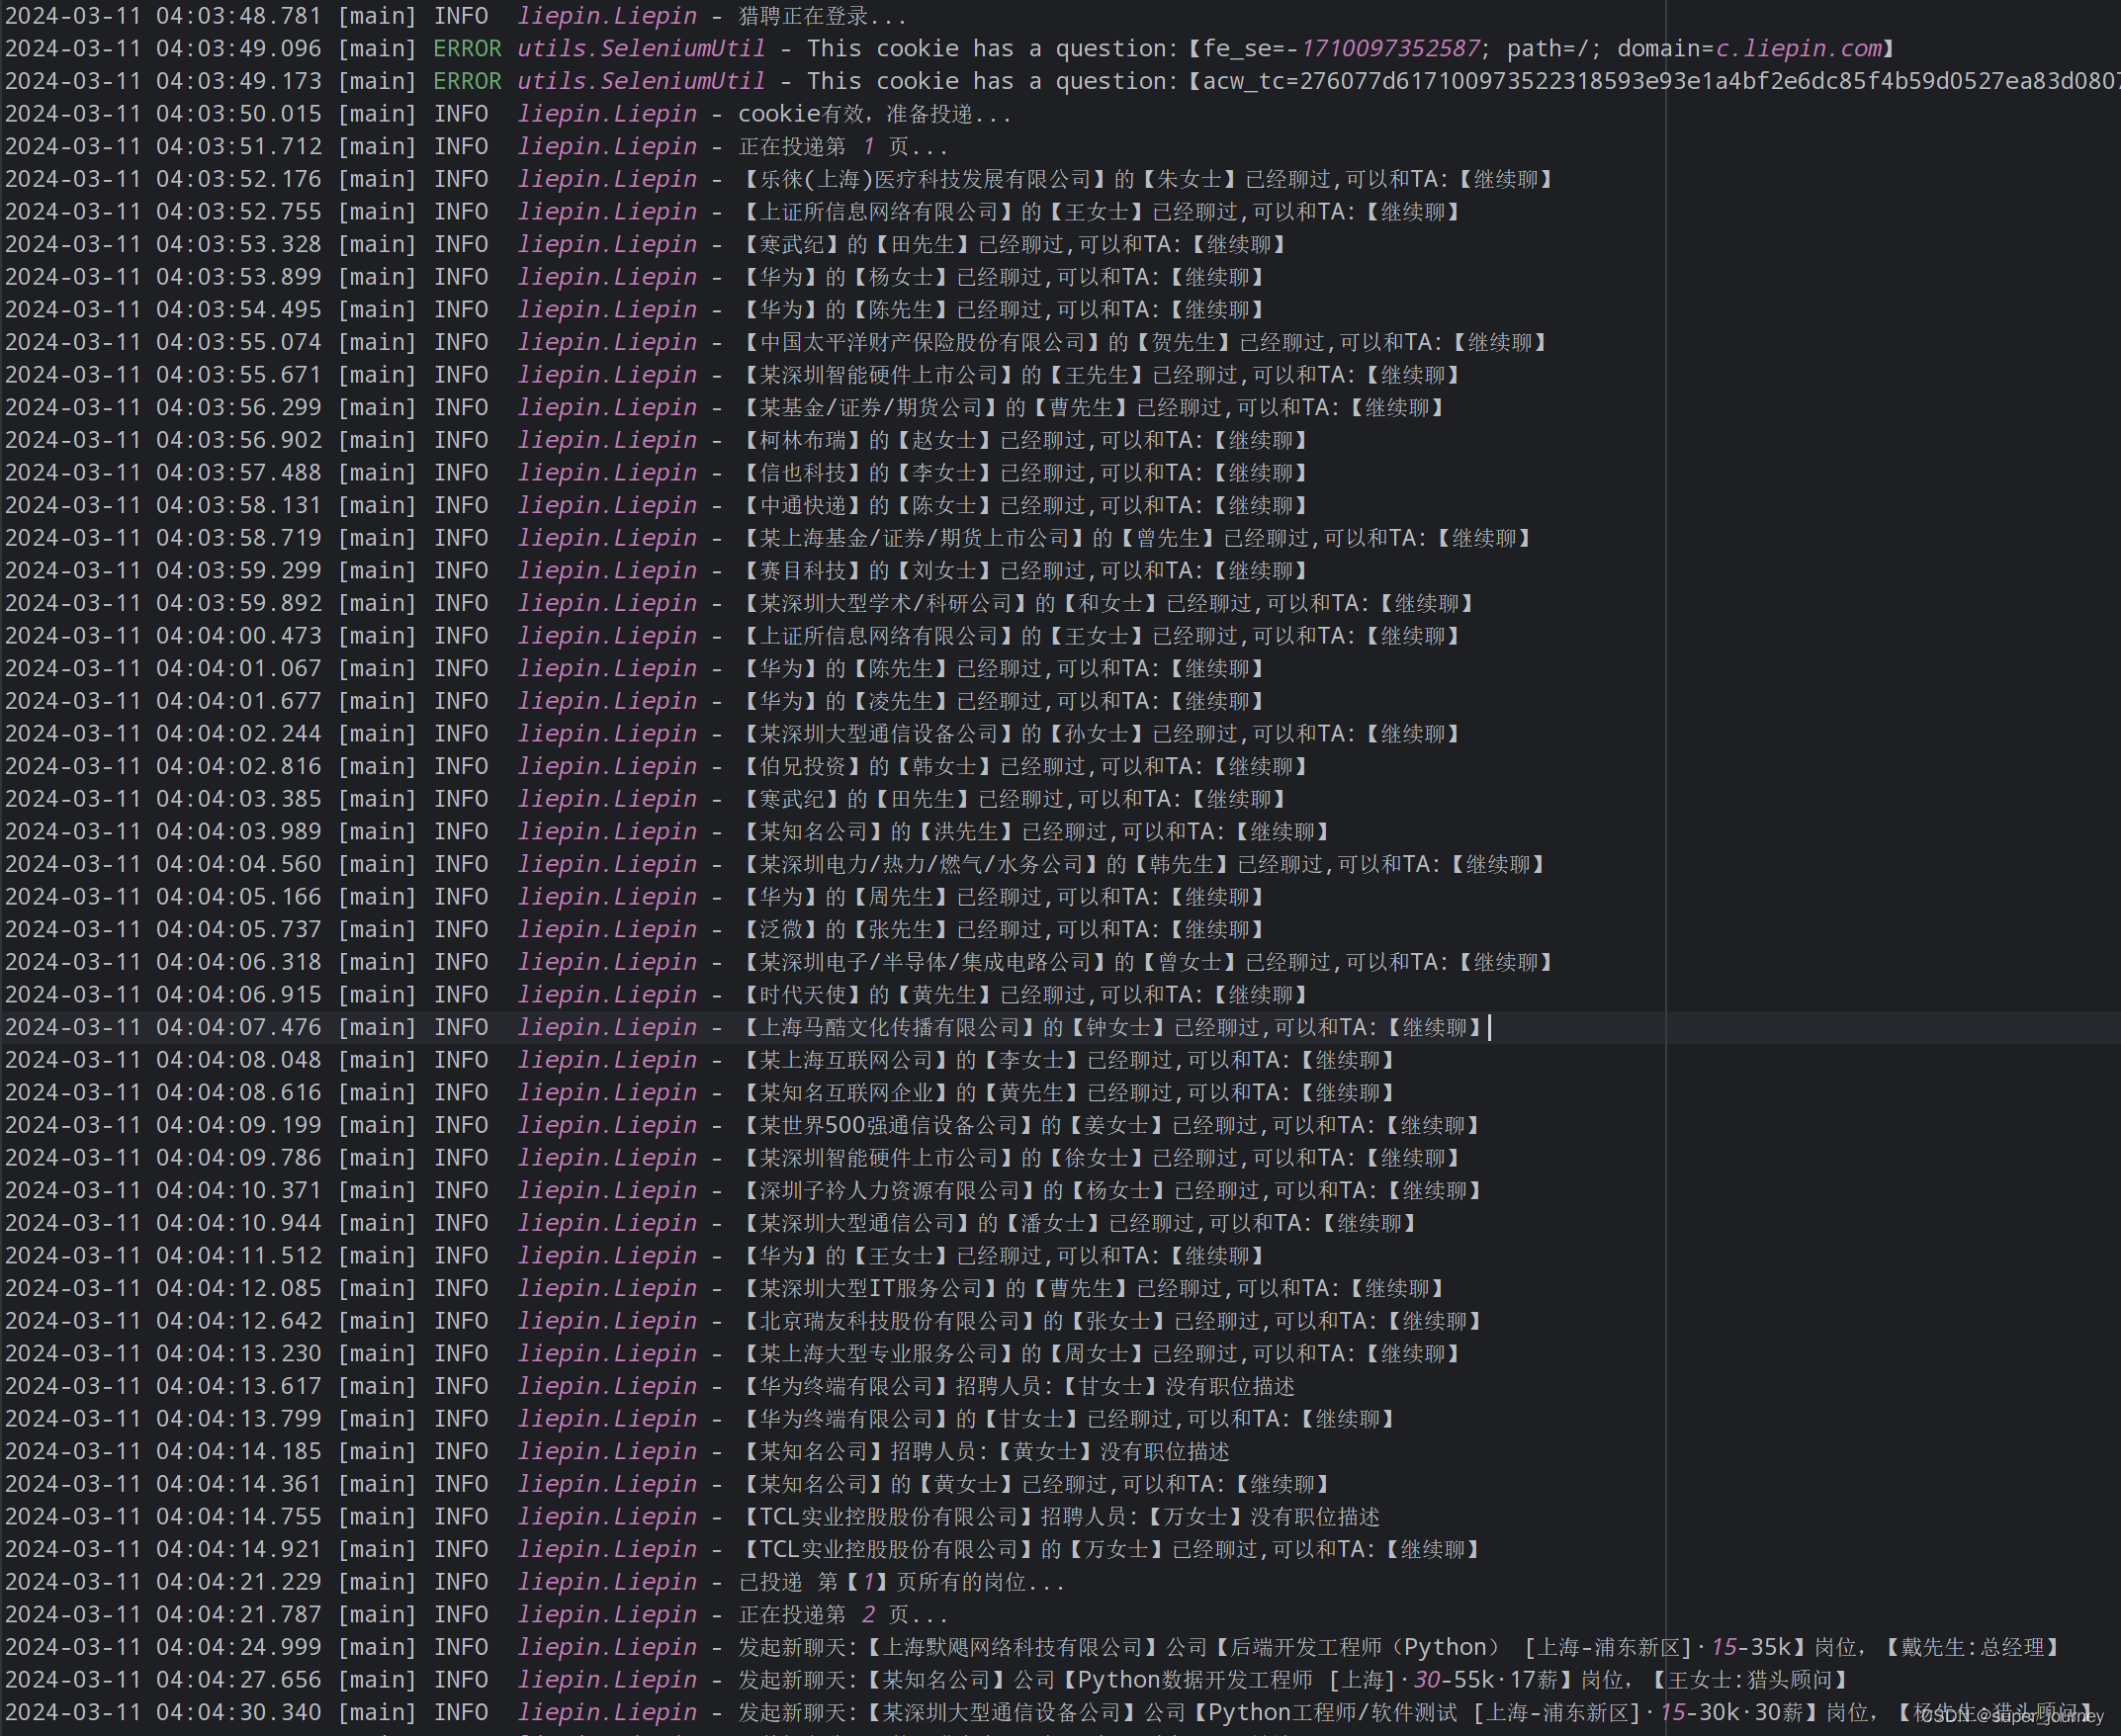 2024-03-11 04:03:48.781 [main] INFO  liepin.Liepin - 猎聘正在登录...
2024-03-11 04:03:49.096 [main] ERROR utils.SeleniumUtil - This cookie has a question:【fe_se=-1710097352587; path=/; domain=c.liepin.com】
2024-03-11 04:03:49.173 [main] ERROR utils.SeleniumUtil - This cookie has a question:【acw_tc=276077d617100973522318593e93e1a4bf2e6dc85f4b59d0527ea83d0807
2024-03-11 04:03:50.015 [main] INFO  liepin.Liepin - cookie有效，准备投递...
2024-03-11 04:03:51.712 [main] INFO  liepin.Liepin - 正在投递第 1 页...
2024-03-11 04:03:52.176 [main] INFO  liepin.Liepin - 【乐徕(上海)医疗科技发展有限公司】的【朱女士】已经聊过,可以和TA:【继续聊】
2024-03-11 04:03:52.755 [main] INFO  liepin.Liepin - 【上证所信息网络有限公司】的【王女士】已经聊过,可以和TA:【继续聊】
2024-03-11 04:03:53.328 [main] INFO  liepin.Liepin - 【寒武纪】的【田先生】已经聊过,可以和TA:【继续聊】
2024-03-11 04:03:53.899 [main] INFO  liepin.Liepin - 【华为】的【杨女士】已经聊过,可以和TA:【继续聊】
2024-03-11 04:03:54.495 [main] INFO  liepin.Liepin - 【华为】的【陈先生】已经聊过,可以和TA:【继续聊】
2024-03-11 04:03:55.074 [main] INFO  liepin.Liepin - 【中国太平洋财产保险股份有限公司】的【贺先生】已经聊过,可以和TA:【继续聊】
2024-03-11 04:03:55.671 [main] INFO  liepin.Liepin - 【某深圳智能硬件上市公司】的【王先生】已经聊过,可以和TA:【继续聊】
2024-03-11 04:03:56.299 [main] INFO  liepin.Liepin - 【某基金/证券/期货公司】的【曹先生】已经聊过,可以和TA:【继续聊】
2024-03-11 04:03:56.902 [main] INFO  liepin.Liepin - 【柯林布瑞】的【赵女士】已经聊过,可以和TA:【继续聊】
2024-03-11 04:03:57.488 [main] INFO  liepin.Liepin - 【信也科技】的【李女士】已经聊过,可以和TA:【继续聊】
2024-03-11 04:03:58.131 [main] INFO  liepin.Liepin - 【中通快递】的【陈女士】已经聊过,可以和TA:【继续聊】
2024-03-11 04:03:58.719 [main] INFO  liepin.Liepin - 【某上海基金/证券/期货上市公司】的【曾先生】已经聊过,可以和TA:【继续聊】
2024-03-11 04:03:59.299 [main] INFO  liepin.Liepin - 【赛目科技】的【刘女士】已经聊过,可以和TA:【继续聊】
2024-03-11 04:03:59.892 [main] INFO  liepin.Liepin - 【某深圳大型学术/科研公司】的【和女士】已经聊过,可以和TA:【继续聊】
2024-03-11 04:04:00.473 [main] INFO  liepin.Liepin - 【上证所信息网络有限公司】的【王女士】已经聊过,可以和TA:【继续聊】
2024-03-11 04:04:01.067 [main] INFO  liepin.Liepin - 【华为】的【陈先生】已经聊过,可以和TA:【继续聊】
2024-03-11 04:04:01.677 [main] INFO  liepin.Liepin - 【华为】的【凌先生】已经聊过,可以和TA:【继续聊】
2024-03-11 04:04:02.244 [main] INFO  liepin.Liepin - 【某深圳大型通信设备公司】的【孙女士】已经聊过,可以和TA:【继续聊】
2024-03-11 04:04:02.816 [main] INFO  liepin.Liepin - 【伯兄投资】的【韩女士】已经聊过,可以和TA:【继续聊】
2024-03-11 04:04:03.385 [main] INFO  liepin.Liepin - 【寒武纪】的【田先生】已经聊过,可以和TA:【继续聊】
2024-03-11 04:04:03.989 [main] INFO  liepin.Liepin - 【某知名公司】的【洪先生】已经聊过,可以和TA:【继续聊】
2024-03-11 04:04:04.560 [main] INFO  liepin.Liepin - 【某深圳电力/热力/燃气/水务公司】的【韩先生】已经聊过,可以和TA:【继续聊】
2024-03-11 04:04:05.166 [main] INFO  liepin.Liepin - 【华为】的【周先生】已经聊过,可以和TA:【继续聊】
2024-03-11 04:04:05.737 [main] INFO  liepin.Liepin - 【泛微】的【张先生】已经聊过,可以和TA:【继续聊】
2024-03-11 04:04:06.318 [main] INFO  liepin.Liepin - 【某深圳电子/半导体/集成电路公司】的【曾女士】已经聊过,可以和TA:【继续聊】
2024-03-11 04:04:06.915 [main] INFO  liepin.Liepin - 【时代天使】的【黄先生】已经聊过,可以和TA:【继续聊】
2024-03-11 04:04:07.476 [main] INFO  liepin.Liepin - 【上海马酷文化传播有限公司】的【钟女士】已经聊过,可以和TA:【继续聊】
2024-03-11 04:04:08.048 [main] INFO  liepin.Liepin - 【某上海互联网公司】的【李女士】已经聊过,可以和TA:【继续聊】
2024-03-11 04:04:08.616 [main] INFO  liepin.Liepin - 【某知名互联网企业】的【黄先生】已经聊过,可以和TA:【继续聊】
2024-03-11 04:04:09.199 [main] INFO  liepin.Liepin - 【某世界500强通信设备公司】的【姜女士】已经聊过,可以和TA:【继续聊】
2024-03-11 04:04:09.786 [main] INFO  liepin.Liepin - 【某深圳智能硬件上市公司】的【徐女士】已经聊过,可以和TA:【继续聊】
2024-03-11 04:04:10.371 [main] INFO  liepin.Liepin - 【深圳子衿人力资源有限公司】的【杨女士】已经聊过,可以和TA:【继续聊】
2024-03-11 04:04:10.944 [main] INFO  liepin.Liepin - 【某深圳大型通信公司】的【潘女士】已经聊过,可以和TA:【继续聊】
2024-03-11 04:04:11.512 [main] INFO  liepin.Liepin - 【华为】的【王女士】已经聊过,可以和TA:【继续聊】
2024-03-11 04:04:12.085 [main] INFO  liepin.Liepin - 【某深圳大型IT服务公司】的【曹先生】已经聊过,可以和TA:【继续聊】
2024-03-11 04:04:12.642 [main] INFO  liepin.Liepin - 【北京瑞友科技股份有限公司】的【张女士】已经聊过,可以和TA:【继续聊】
2024-03-11 04:04:13.230 [main] INFO  liepin.Liepin - 【某上海大型专业服务公司】的【周女士】已经聊过,可以和TA:【继续聊】
2024-03-11 04:04:13.617 [main] INFO  liepin.Liepin - 【华为终端有限公司】招聘人员:【甘女士】没有职位描述
2024-03-11 04:04:13.799 [main] INFO  liepin.Liepin - 【华为终端有限公司】的【甘女士】已经聊过,可以和TA:【继续聊】
2024-03-11 04:04:14.185 [main] INFO  liepin.Liepin - 【某知名公司】招聘人员:【黄女士】没有职位描述
2024-03-11 04:04:14.361 [main] INFO  liepin.Liepin - 【某知名公司】的【黄女士】已经聊过,可以和TA:【继续聊】
2024-03-11 04:04:14.755 [main] INFO  liepin.Liepin - 【TCL实业控股股份有限公司】招聘人员:【万女士】没有职位描述
2024-03-11 04:04:14.921 [main] INFO  liepin.Liepin - 【TCL实业控股股份有限公司】的【万女士】已经聊过,可以和TA:【继续聊】
2024-03-11 04:04:21.229 [main] INFO  liepin.Liepin - 已投递 第【1】页所有的岗位...
2024-03-11 04:04:21.787 [main] INFO  liepin.Liepin - 正在投递第 2 页...
2024-03-11 04:04:24.999 [main] INFO  liepin.Liepin - 发起新聊天:【上海默飓网络科技有限公司】公司【后端开发工程师（Python） [上海-浦东新区]·15-35k】岗位，【戴先生:总经理】
2024-03-11 04:04:27.656 [main] INFO  liepin.Liepin - 发起新聊天:【某知名公司】公司【Python数据开发工程师 [上海]·30-55k·17薪】岗位，【王女士:猎头顾问】
2024-03-11 04:04:30.340 [main] INFO  liepin.Liepin - 发起新聊天:【某深圳大型通信设备公司】公司【Python工程师/软件测试 [上海-浦东新区]·15-30k·30薪】岗位，【杨先生:猎头顾问】
CSDN @super_journey